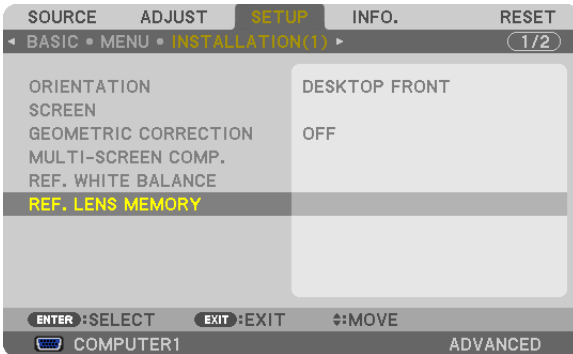 SOURCE ADJUST SETUP INFO. RESET
◂ BASIC • MENU • INSTALLATION(1) ▸ 1/2
ORIENTATION DESKTOP FRONT
SCREEN
GEOMETRIC CORRECTION OFF
MULTI-SCREEN COMP.
REF. WHITE BALANCE
REF. LENS MEMORY
ENTER :SELECT EXIT :EXIT :MOVE
COMPUTER1 ADVANCED